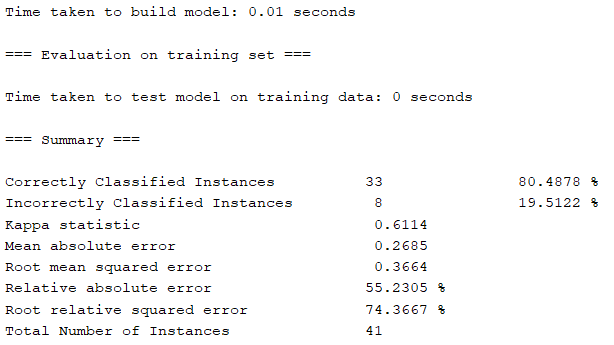 Time taken to build model: 0.01 seconds
=== Evaluation on training set ===
Time taken to test model on training data: 0 seconds
=== Summary ===
Correctly Classified Instances 33 80.4878 %
Incorrectly Classified Instances 8 19.5122 %
Kappa statistic 0.6114
Mean absolute error 0.2685
Root mean squared error 0.3664
Relative absolute error 55.2305 %
Root relative squared error 74.3667 %
Total Number of Instances 41